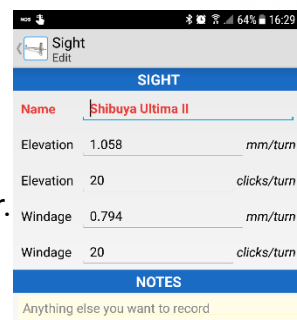 64% 16:29
Sight
Edit
SIGHT
Name Shibuya Ultima II
Elevation 1.058 mm/turn
Elevation 20 clicks/turn
r.
Windage 0.794 mm/turn
Windage 20 clicks/turn
NOTES
Anything else you want to record